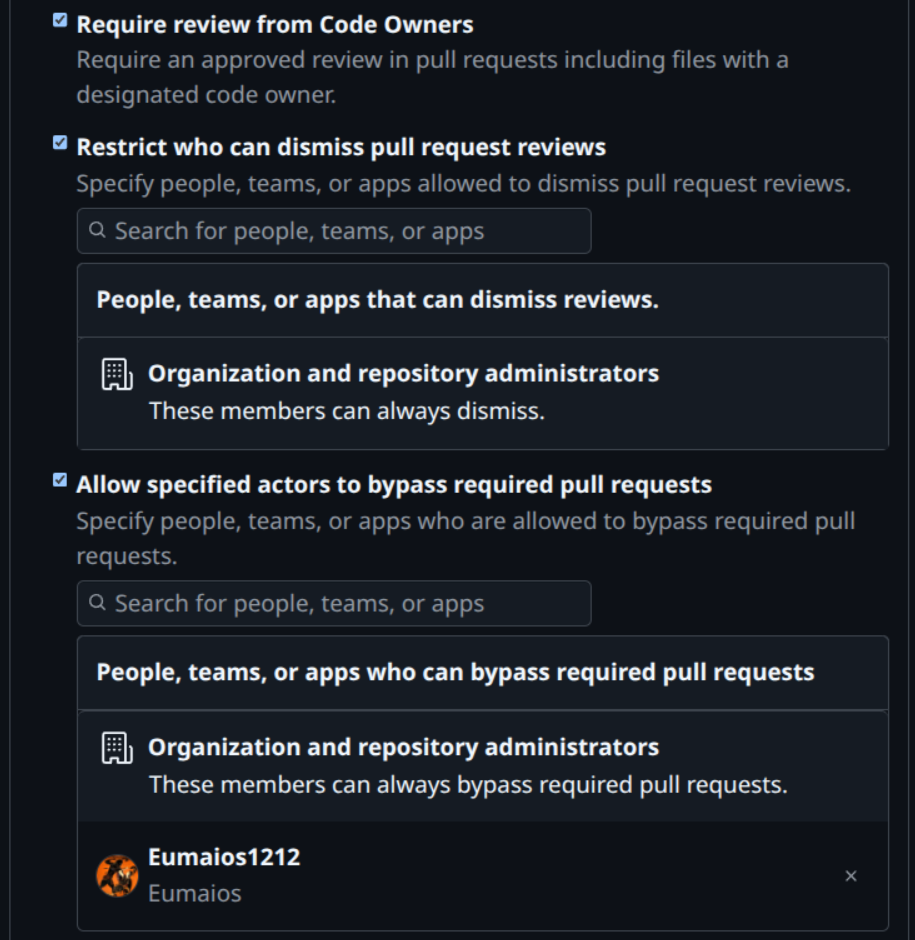 Require review from Code Owners
Require an approved review in pull requests including files with a
designated code owner.
Restrict who can dismiss pull request reviews
Specify people, teams, or apps allowed to dismiss pull request reviews.
Search for people, teams, or apps
People, teams, or apps that can dismiss reviews.
Organization and repository administrators
These members can always dismiss.
Allow specified actors to bypass required pull requests
Specify people, teams, or apps who are allowed to bypass required pull
requests.
Search for people, teams, or apps
People, teams, or apps who can bypass required pull requests
Organization and repository administrators
These members can always bypass required pull requests.
Eumaios1212
Eumaios